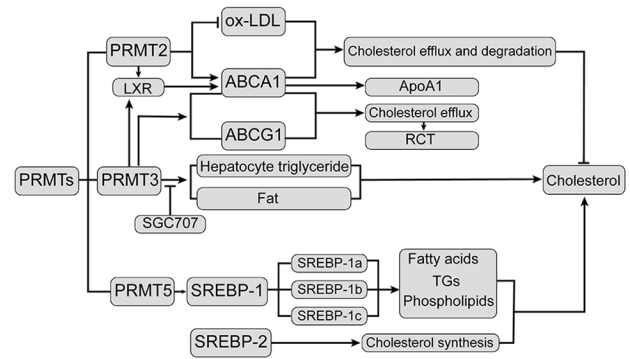 ox-LDL
PRMT2
Cholesterol efflux and degradation
LXR
ABCA1
ApoA1
Cholesterol efflux
ABCG1
RCT
Hepatocyte triglyceride
PRMTs
PRMT3
Cholesterol
Fat
SGC707
SREBP-1a
Fatty acids
TGs
Phospholipids
PRMT5
SREBP-1
SREBP-1b
SREBP-1c
SREBP-2
Cholesterol synthesis